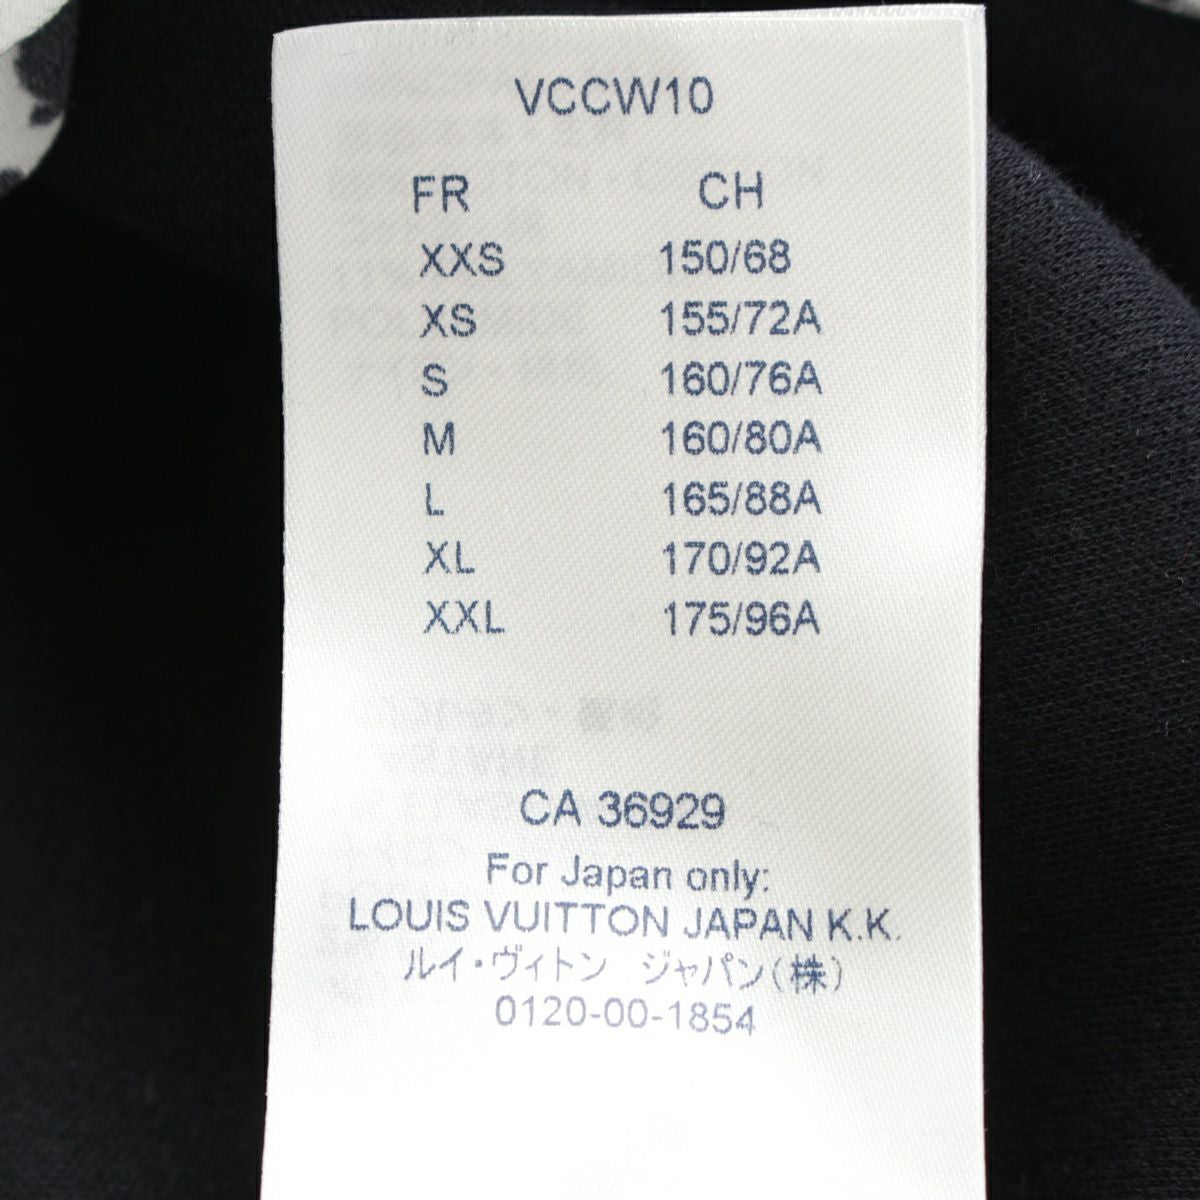 VCCW10
FR CH
XXS 150/68
XS 155/72A
S 160/76A
M 160/80A
L 165/88A
XL 170/92A
XXL 175/96A
CA 36929
For Japan only:
LOUIS VUITTON JAPAN K.K.
ルイ・ヴィトン ジャパン(株)
0120-00-1854